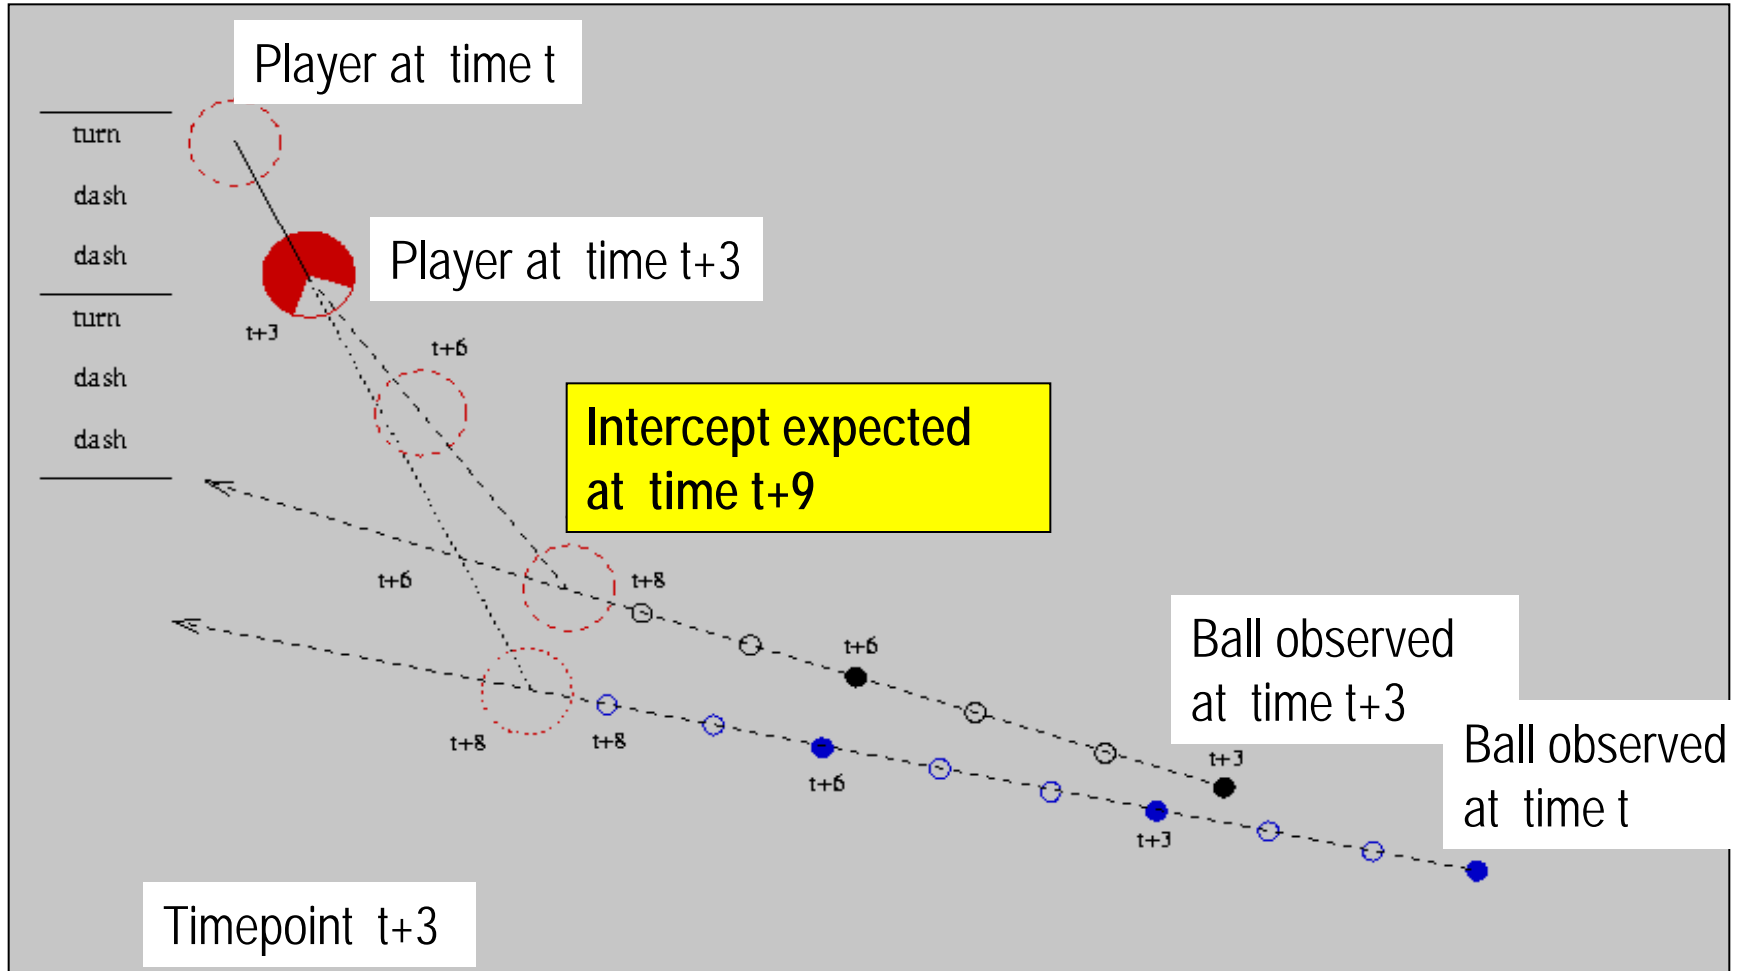 Player at time t
turn
dash
dash
Player at time t+3
turn
t+3
t+6
dash
Intercept expected
at time t+9
dash
t+6
t+8
t+6
Ball observed
at time t+3
t+8
t+8
t+6
t+3
t+3
Ball observed
at time t
Timepoint t+3